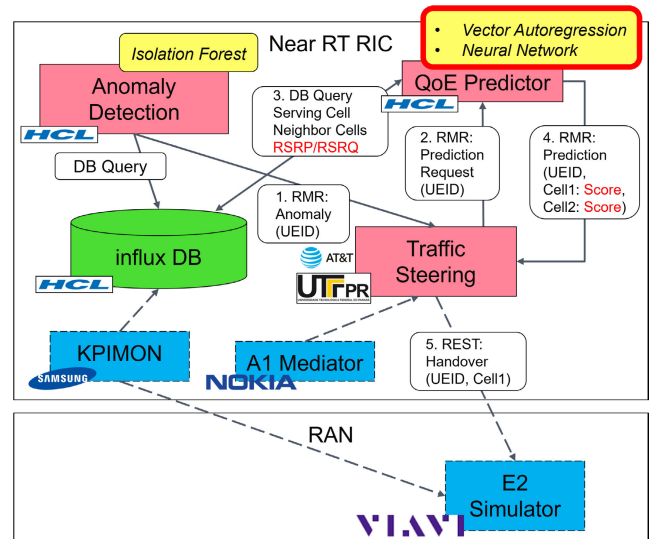 Near RT RIC
Isolation Forest
• Vector Autoregression
• Neural Network
Anomaly
Detection
HCL
QoE Predictor
HCL
3. DB Query
Serving Cell
Neighbor Cells
RSRP/RSRQ
2. RMR:
Prediction
Request
(UEID)
4. RMR:
Prediction
(UEID,
Cell1: Score,
Cell2: Score)
DB Query
1. RMR:
Anomaly
(UEID)
influx DB
HCL
AT&T
UTFPR
Traffic
Steering
KPIMON
SAMSUNG
A1 Mediator
NOKIA
5. REST:
Handover
(UEID, Cell1)
RAN
E2
Simulator
VIAVI